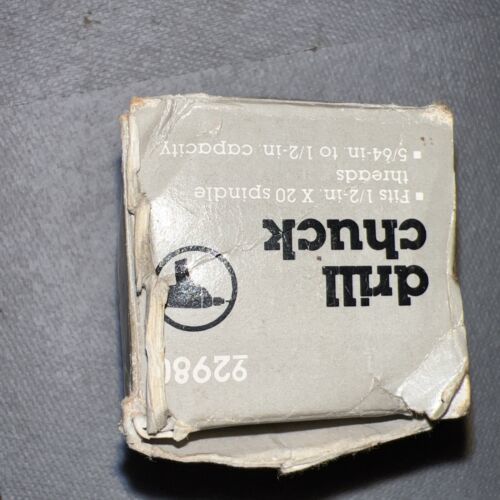 drill
chuck
▪ Fits 1/2-in. X 20 spindle
threads
▪ 5/64-in. to 1/2-in. capacity